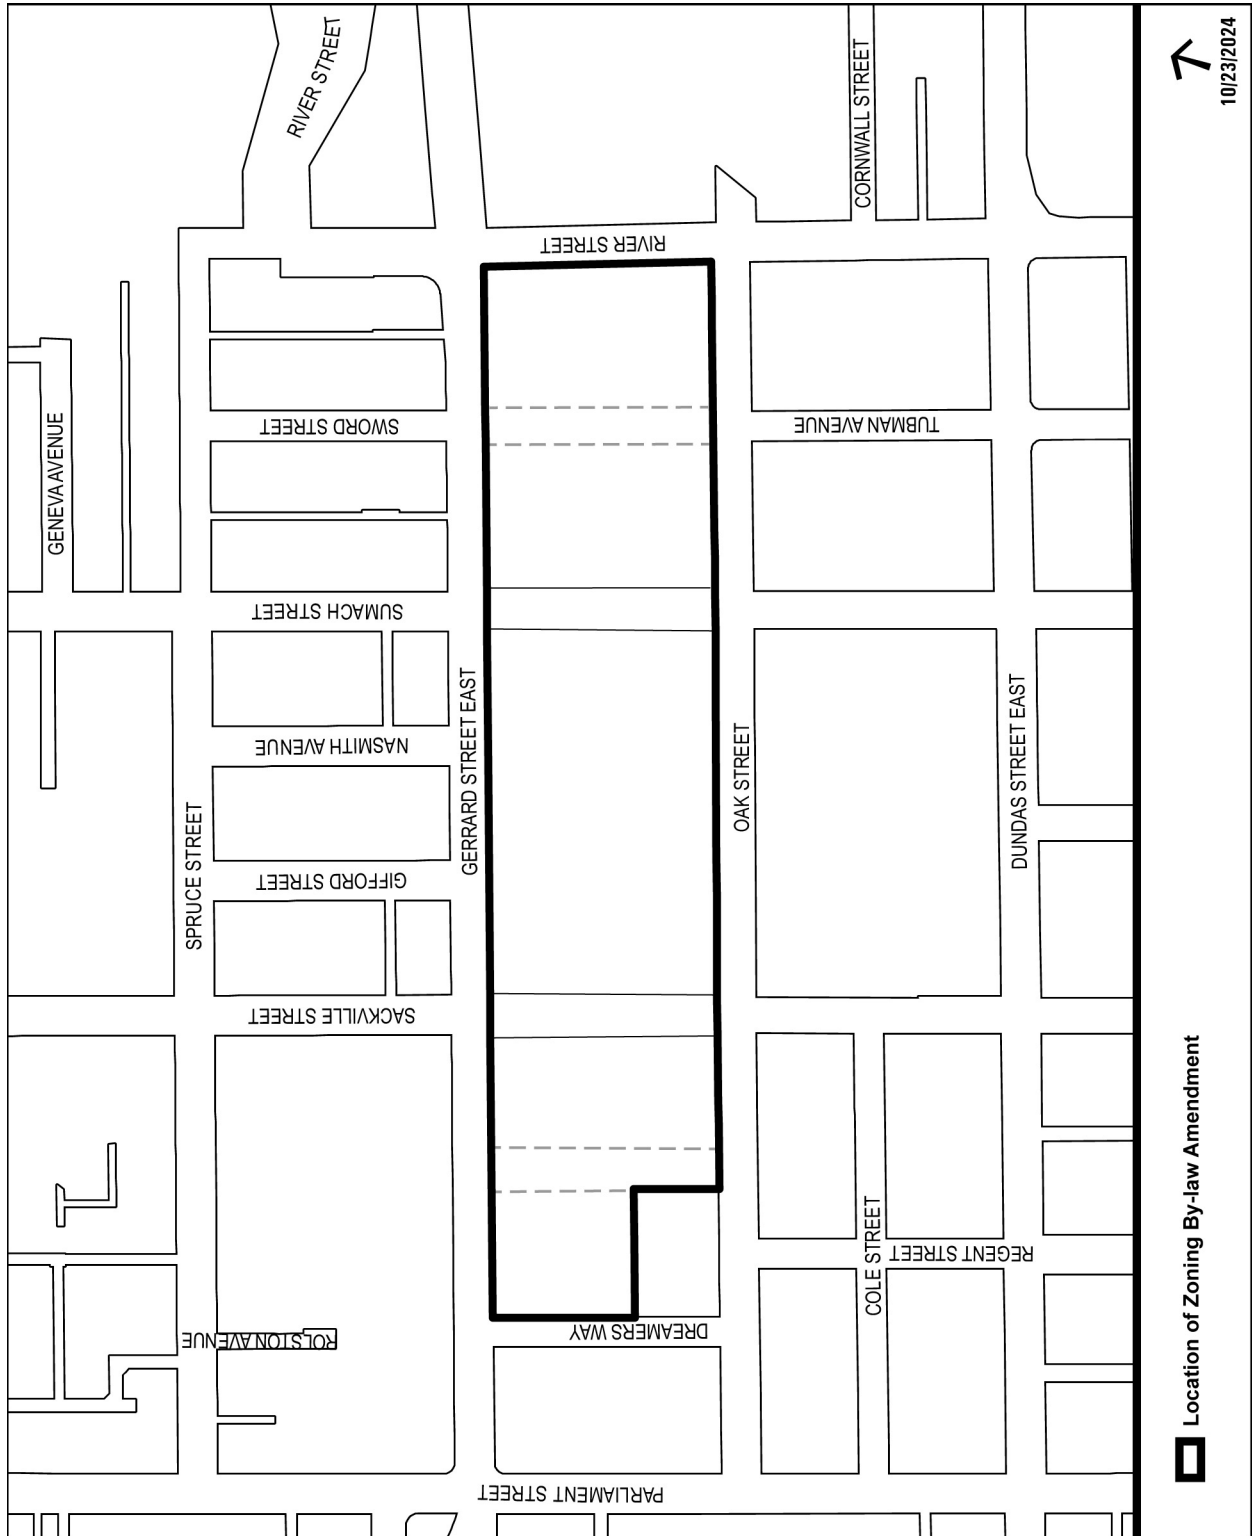 RIVER STREET
CORNWALL STREET
RIVER STREET
GENEVA AVENUE
SWORD STREET
TUBMAN AVENUE
SUMACH STREET
GERRARD STREET EAST
NASMITH AVENUE
OAK STREET
DUNDAS STREET EAST
SPRUCE STREET
GIFFORD STREET
SACKVILLE STREET
COLE STREET
REGENT STREET
ROLSTON AVENUE
DREAMERS WAY
PARLIAMENT STREET
Location of Zoning By-law Amendment
10/23/2024